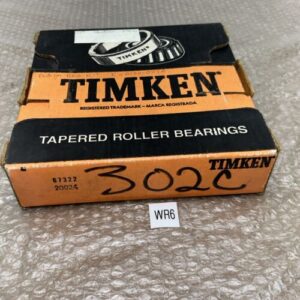 TIMKEN
TIMKEN
REGISTERED TRADEMARK - MARCA REGISTRADA
TAPERED ROLLER BEARINGS
TIMKEN
67322
20024
302C
WR6